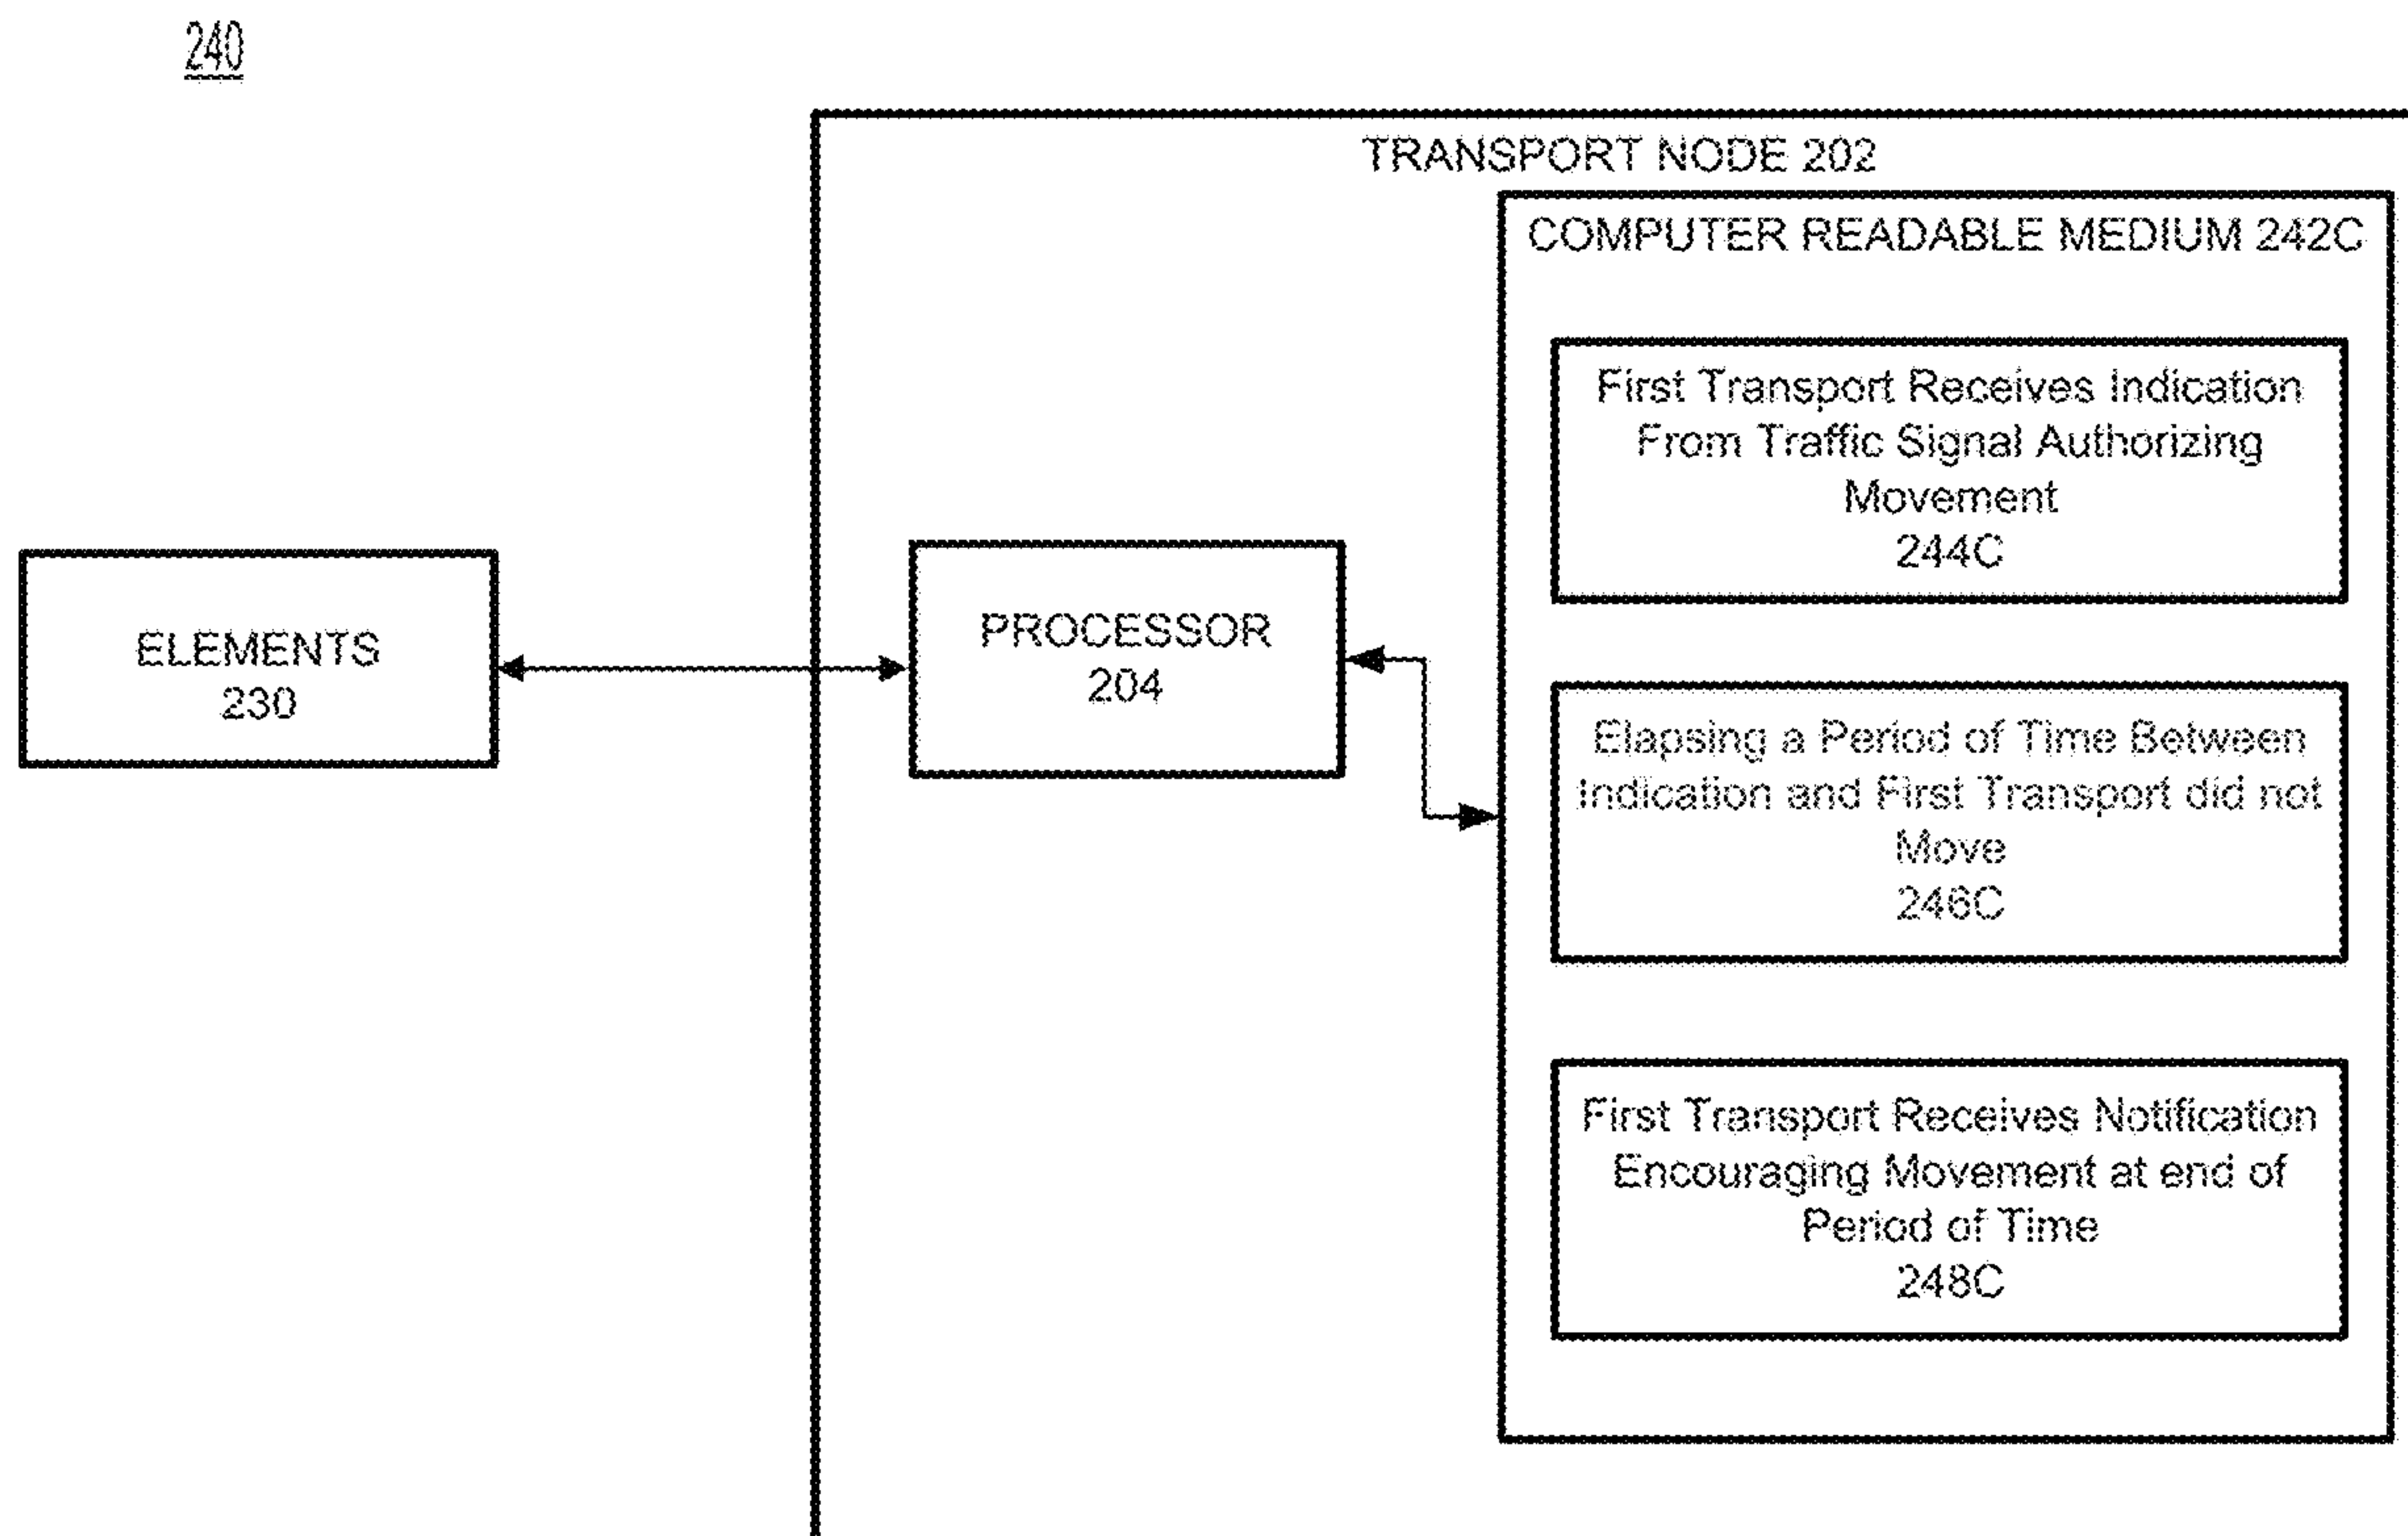 240
TRANSPORT NODE 202
COMPUTER READABLE MEDIUM 242C
First Transport Receives Indication
From Traffic Signal Authorizing
Movement
244C
ELEMENTS
230
PROCESSOR
204
Elapsing a Period of Time Between
Indication and First Transport did not
Move
246C
First Transport Receives Notification
Encouraging Movement at end of
Period of Time
248C